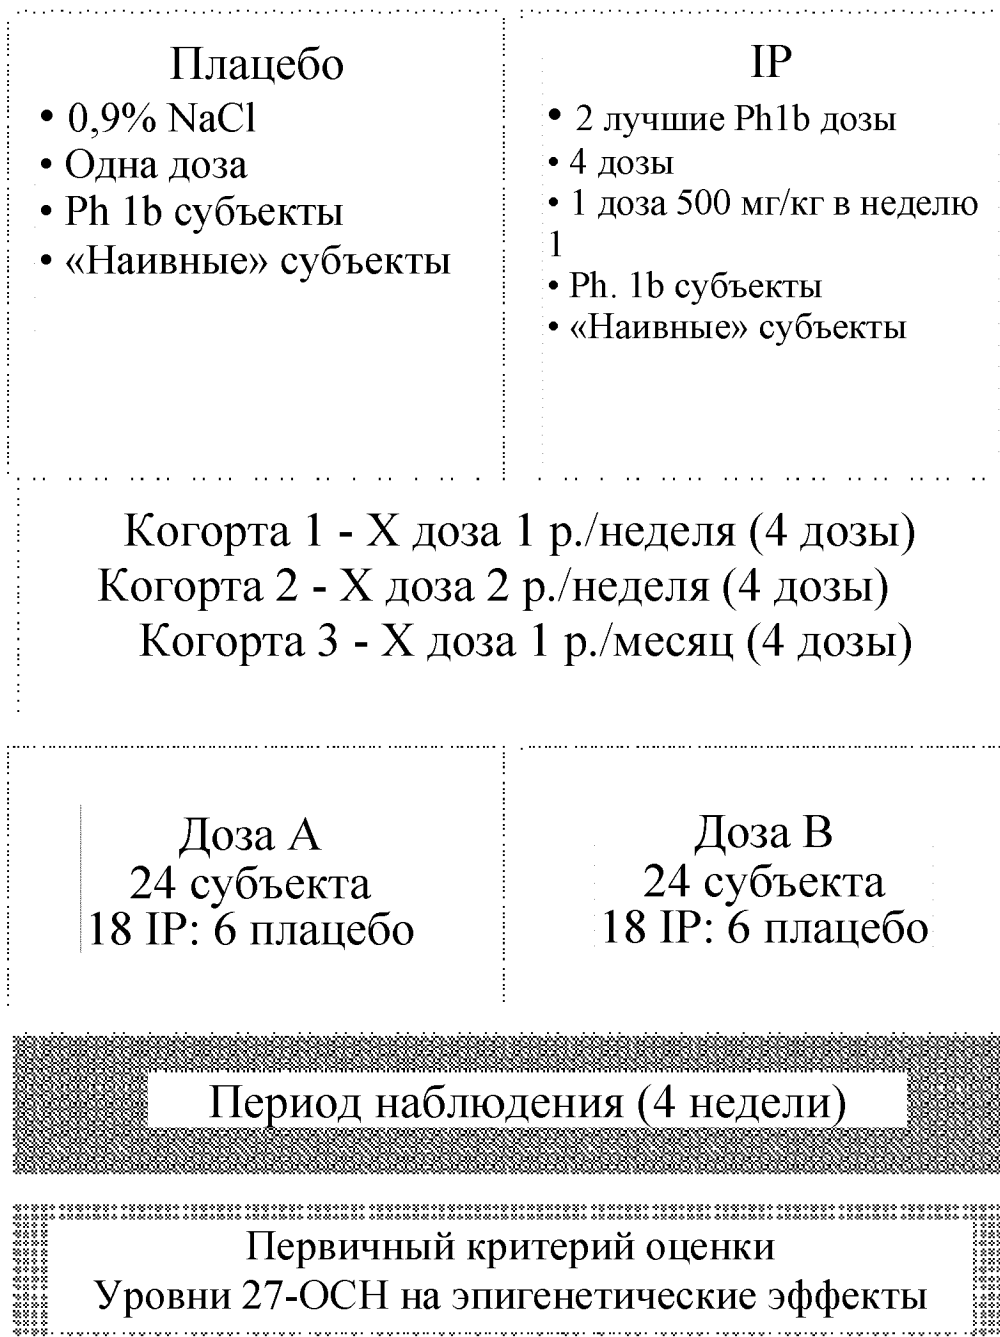 Плацебо
• 0,9% NaCl
• Одна доза
• Ph 1b субъекты
• «Наивные» субъекты
IP
• 2 лучшие Ph1b дозы
• 4 дозы
• 1 доза 500 мг/кг в неделю
1
• Ph. 1b субъекты
• «Наивные» субъекты
Когорта 1 - X доза 1 р./неделя (4 дозы)
Когорта 2 - X доза 2 р./неделя (4 дозы)
Когорта 3 - X доза 1 р./месяц (4 дозы)
Доза A
24 субъекта
18 IP: 6 плацебо
Доза B
24 субъекта
18 IP: 6 плацебо
Период наблюдения (4 недели)
Первичный критерий оценки
Уровни 27-OCH на эпигенетические эффекты